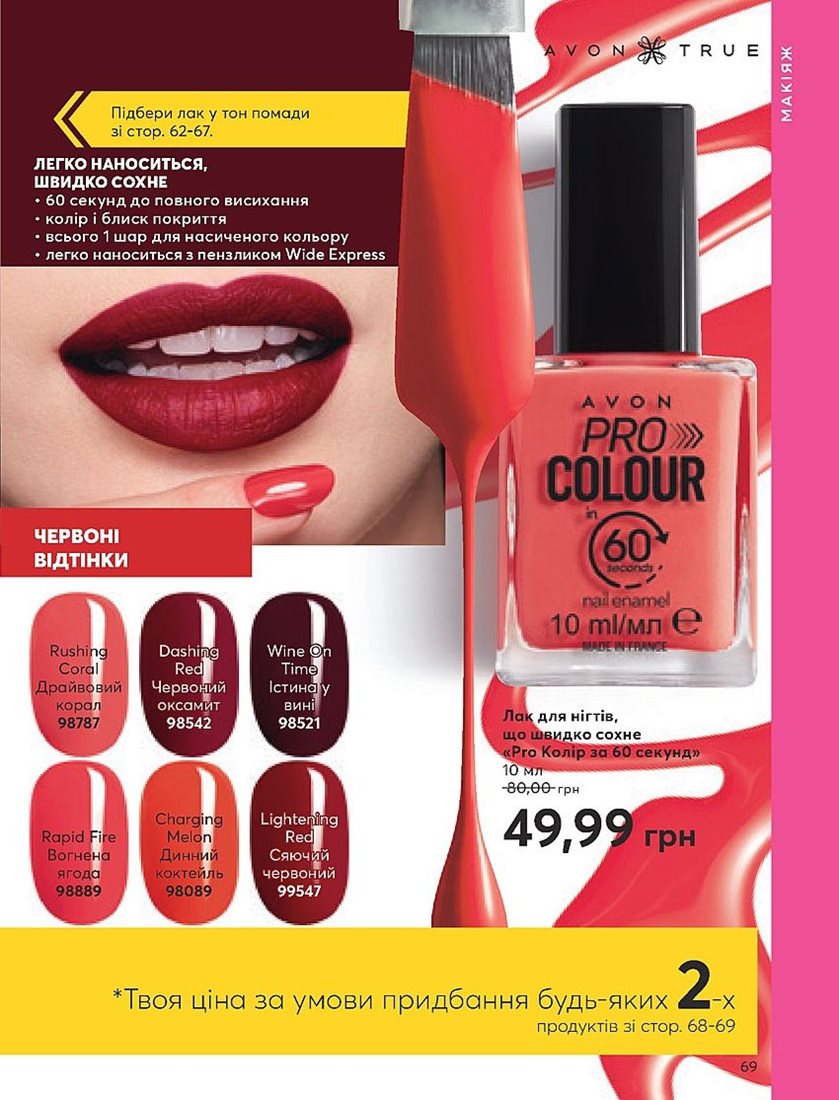 AVON TRUE
МАКІЯЖ
Підбери лак у тон помади
зі стор. 62-67.
ЛЕГКО НАНОСИТЬСЯ,
ШВИДКО СОХНЕ
• 60 секунд до повного висихання
• колір і блиск покриття
• всього 1 шар для насиченого кольору
• легко наноситься з пензликом Wide Express
AVON
PRO
COLOUR
in
60
seconds
nail enamel
10 ml/мл e
MADE IN FRANCE
ЧЕРВОНІ
ВІДТІНКИ
Rushing
Coral
Драйвовий
корал
98787
Dashing
Red
Червоний
оксамит
98542
Wine On
Time
Істина у
вині
98521
Rapid Fire
Вогнена
ягода
98889
Charging
Melon
Динний
коктейль
98089
Lightening
Red
Сяючий
червоний
99547
Лак для нігтів,
що швидко сохне
«Pro Колір за 60 секунд»
10 мл
80,00 грн
49,99 грн
*Твоя ціна за умови придбання будь-яких 2-х
продуктів зі стор. 68-69
69